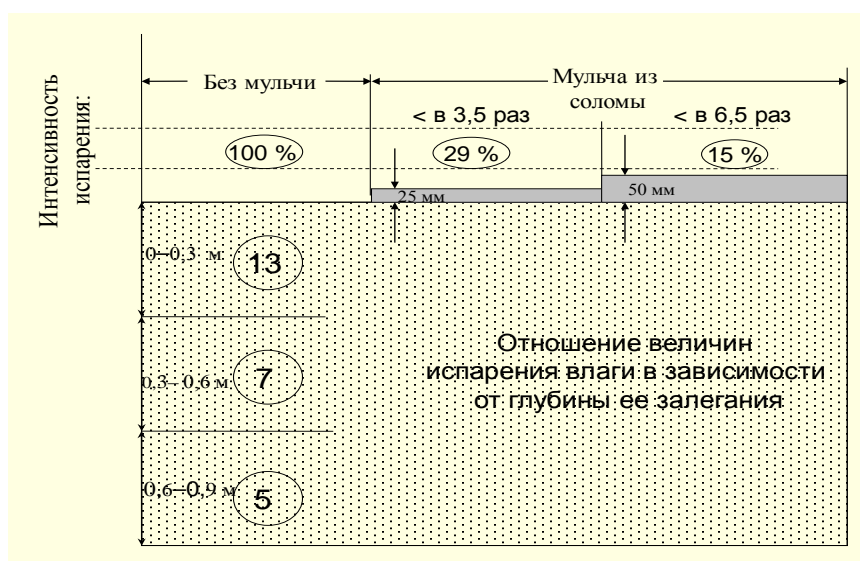 Интенсивность
испарения:
Без мульчи
Мульча из
соломы
< в 3,5 раз
< в 6,5 раз
100 %
29 %
15 %
25 мм
50 мм
0–0,3 м
13
0,3– 0,6 м
7
0,6–0,9 м
5
Отношение величин
испарения влаги в зависимости
от глубины ее залегания